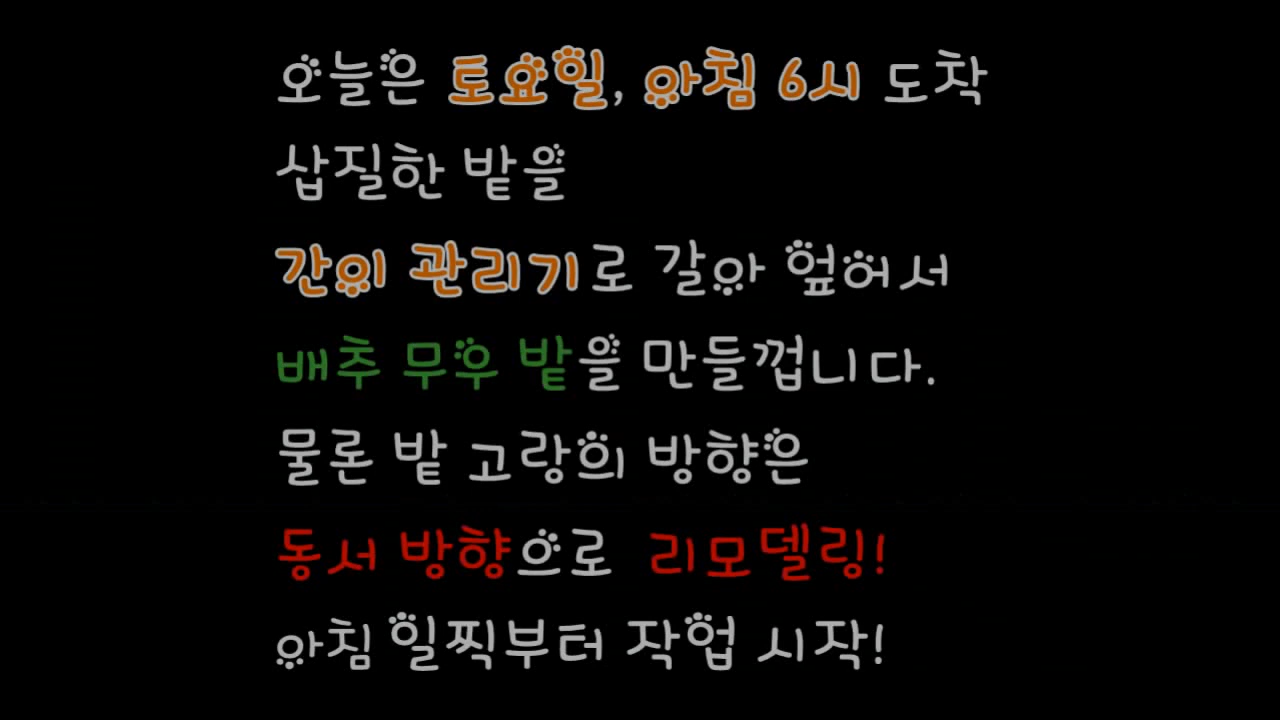 오늘은 토요일, 아침 6시 도착
삽질한 밭을
간이 관리기로 갈아 엎어서
배추 무우 밭을 만들껍니다.
물론 밭 고랑의 방향은
동서 방향으로 리모델링!
아침 일찍부터 작업 시작!